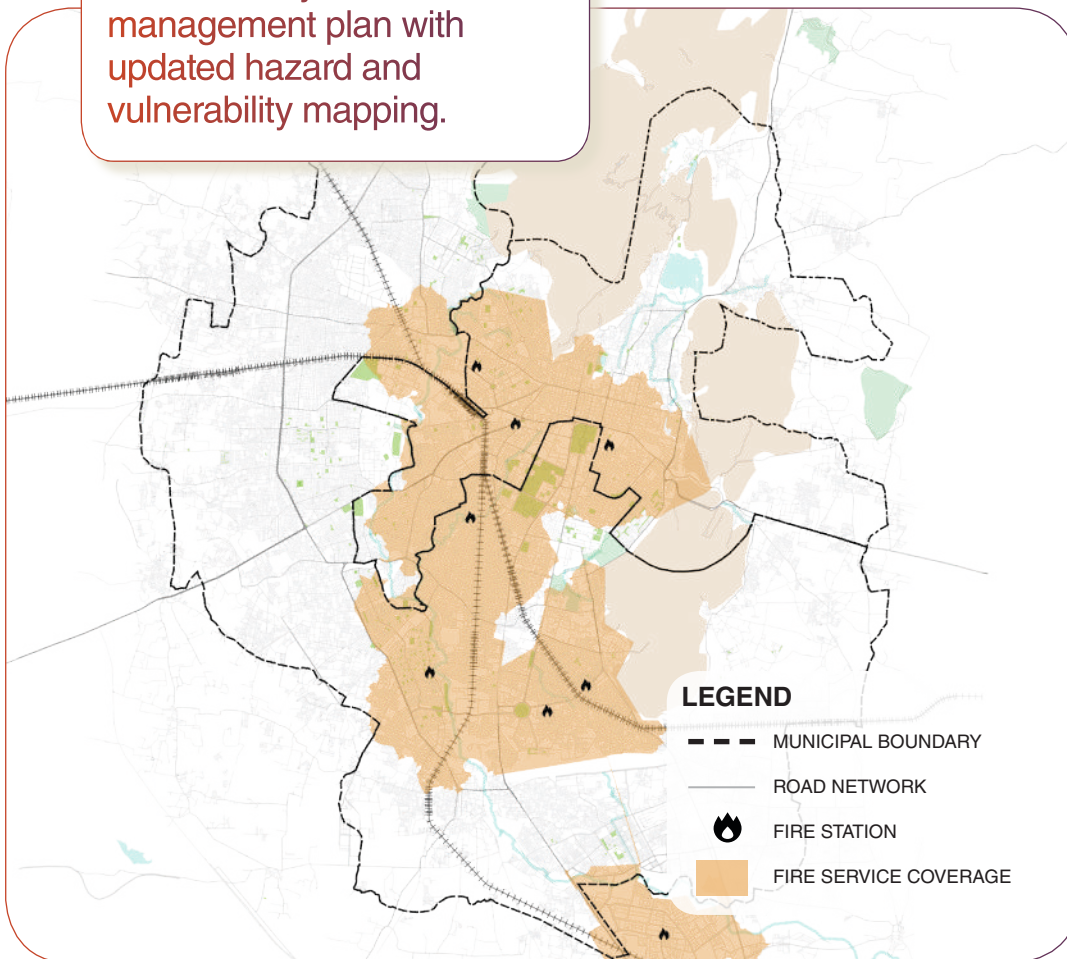 management plan with
updated hazard and
vulnerability mapping.
LEGEND
MUNICIPAL BOUNDARY
ROAD NETWORK
FIRE STATION
FIRE SERVICE COVERAGE